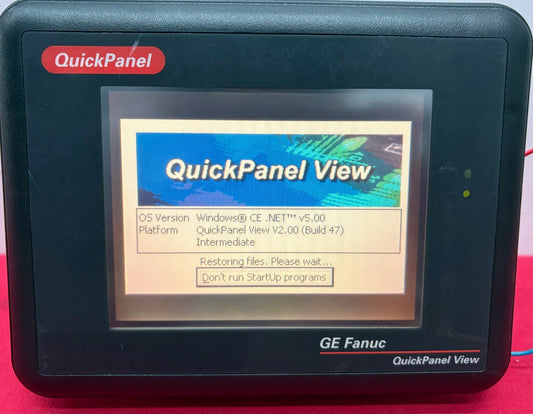 QuickPanel
QuickPanel View
OS Version Windows® CE .NET™ v5.00
Platform QuickPanel View V2.00 (Build 47)
Intermediate
Restoring files. Please wait...
Don't run StartUp programs
GE Fanuc
QuickPanel View